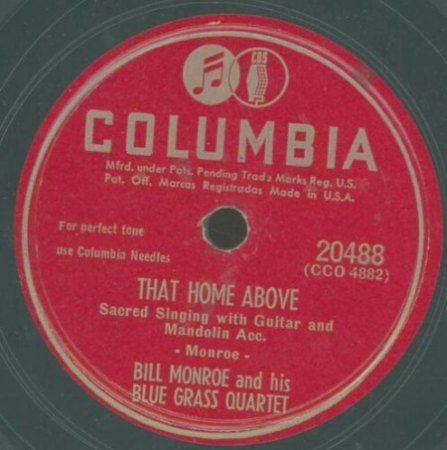 CBS
COLUMBIA
Mfrd. under Pats. Pending Trade Marks Reg. U.S.
Pat. Off. Marcas Registradas Made in U.S.A.
For perfect tone
use Columbia Needles
20488
(CCO 4882)
THAT HOME ABOVE
Sacred Singing with Guitar and
Mandolin Acc.
- Monroe -
BILL MONROE and his
BLUE GRASS QUARTET